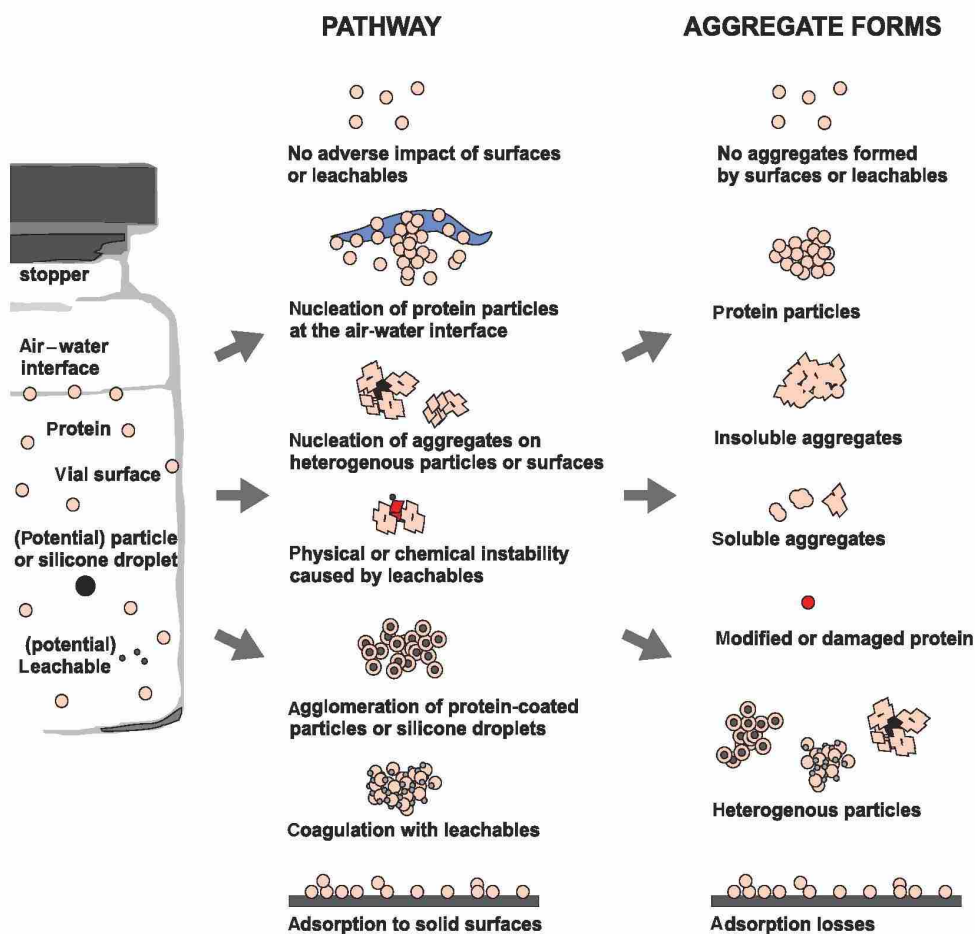 PATHWAY
AGGREGATE FORMS
stopper
Air–water
interface
Protein
Vial surface
(Potential) particle
or silicone droplet
(potential)
Leachable
No adverse impact of surfaces
or leachables
Nucleation of protein particles
at the air-water interface
Nucleation of aggregates on
heterogenous particles or surfaces
Physical or chemical instability
caused by leachables
Agglomeration of protein-coated
particles or silicone droplets
Coagulation with leachables
Adsorption to solid surfaces
No aggregates formed
by surfaces or leachables
Protein particles
Insoluble aggregates
Soluble aggregates
Modified or damaged protein
Heterogenous particles
Adsorption losses